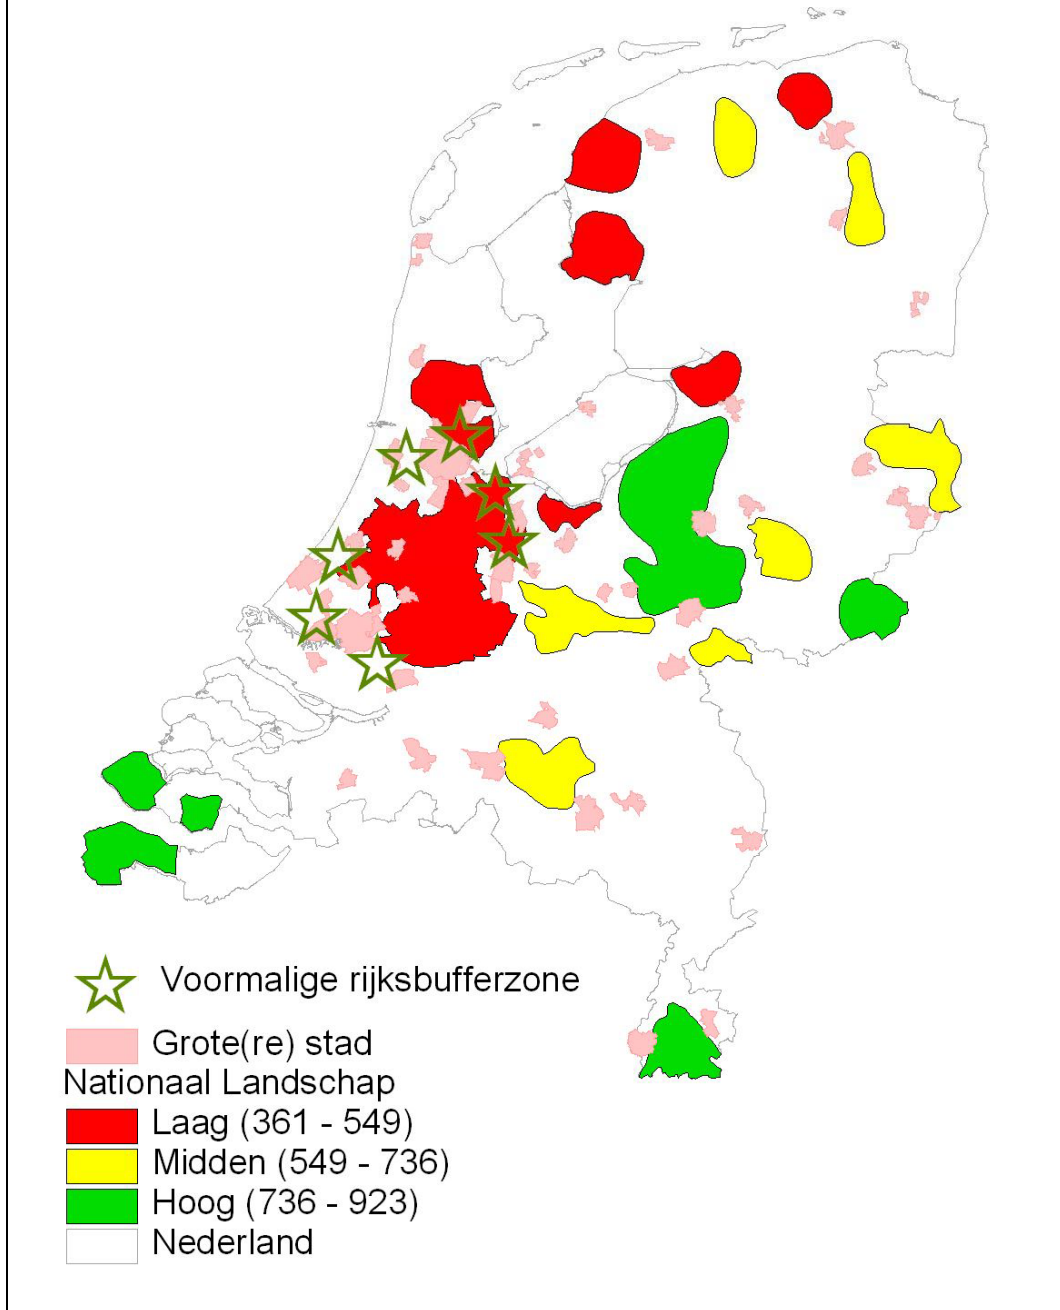 Voormalige rijksbufferzone
Grote(re) stad
Nationaal Landschap
Laag (361 - 549)
Midden (549 - 736)
Hoog (736 - 923)
Nederland